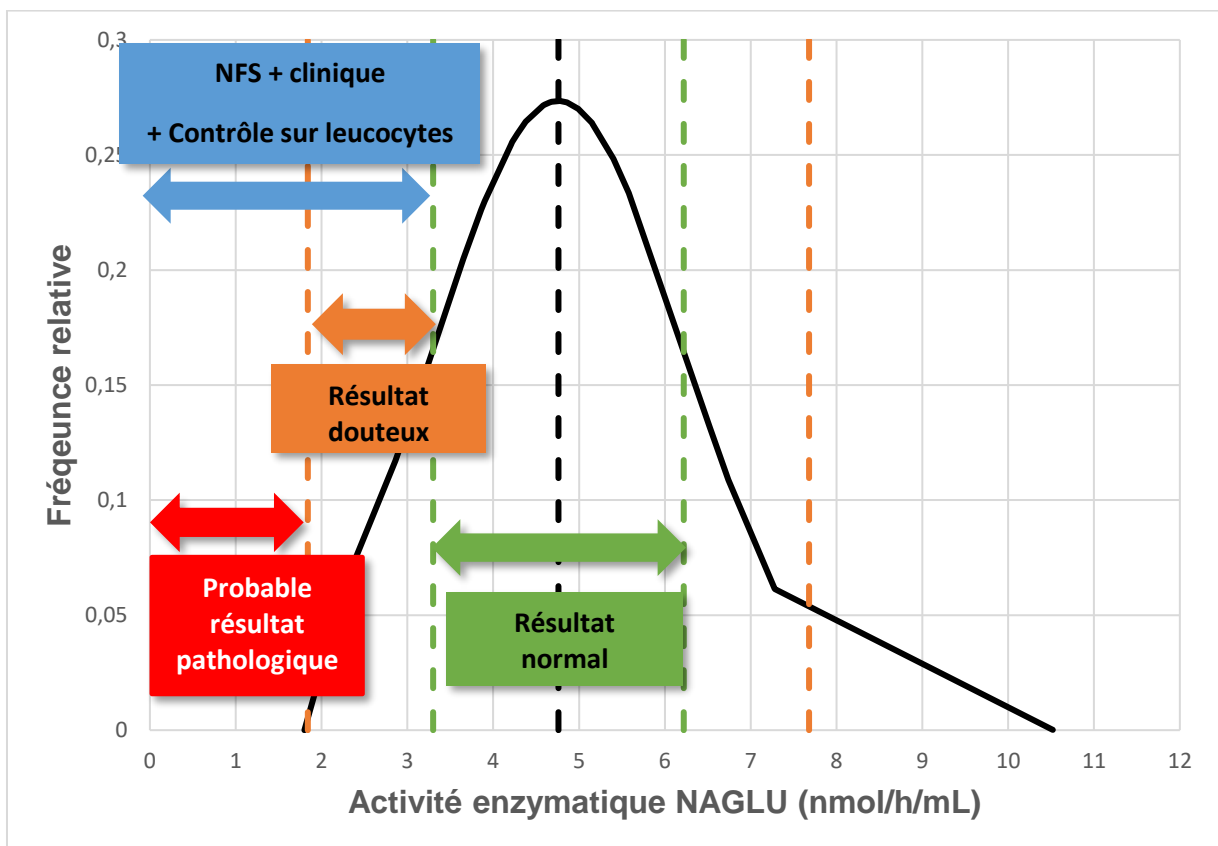 0,3
NFS + clinique
+ Contrôle sur leucocytes
0,25
0,2
Résultat
douteux
0,15
0,1
Probable
résultat
pathologique
Résultat
normal
0,05
0
0 1 2 3 4 5 6 7 8 9 10 11 12
Fréqeunce relative
Activité enzymatique NAGLU (nmol/h/mL)